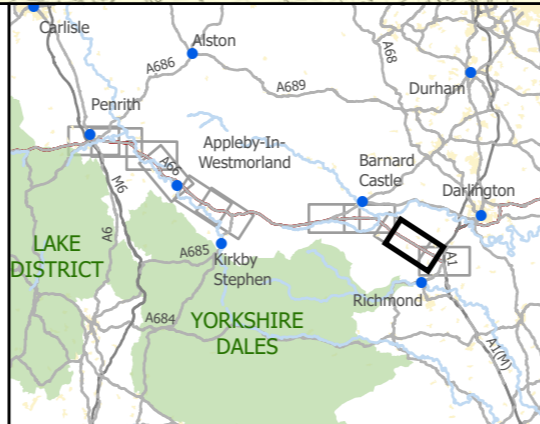 Carlisle
Alston
A68
A686
A689
Durham
Penrith
Appleby-In-
Westmorland
Barnard
Castle
Darlington
A66
M6
A6
LAKE
DISTRICT
A685
Kirkby
Stephen
A1
Richmond
A684
YORKSHIRE
DALES
A1(M)